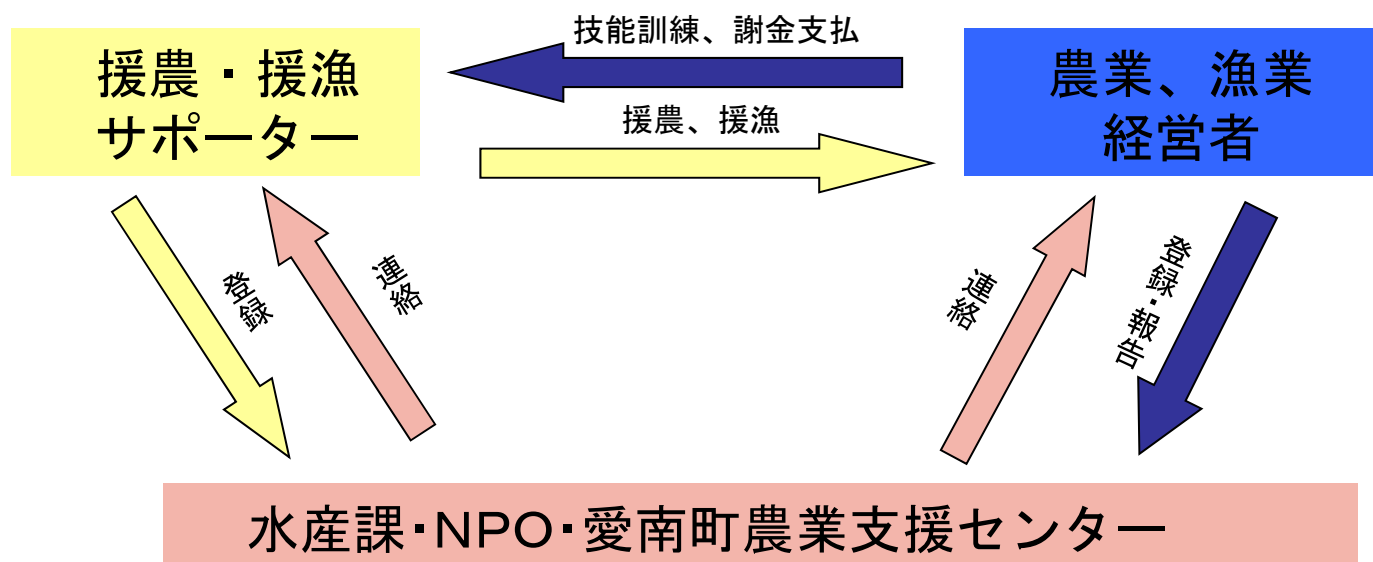 技能訓練、謝金支払
援農・援漁
サポーター
農業、漁業
経営者
援農、援漁
登録
連絡
連絡
登録・報告
水産課・NPO・愛南町農業支援センター